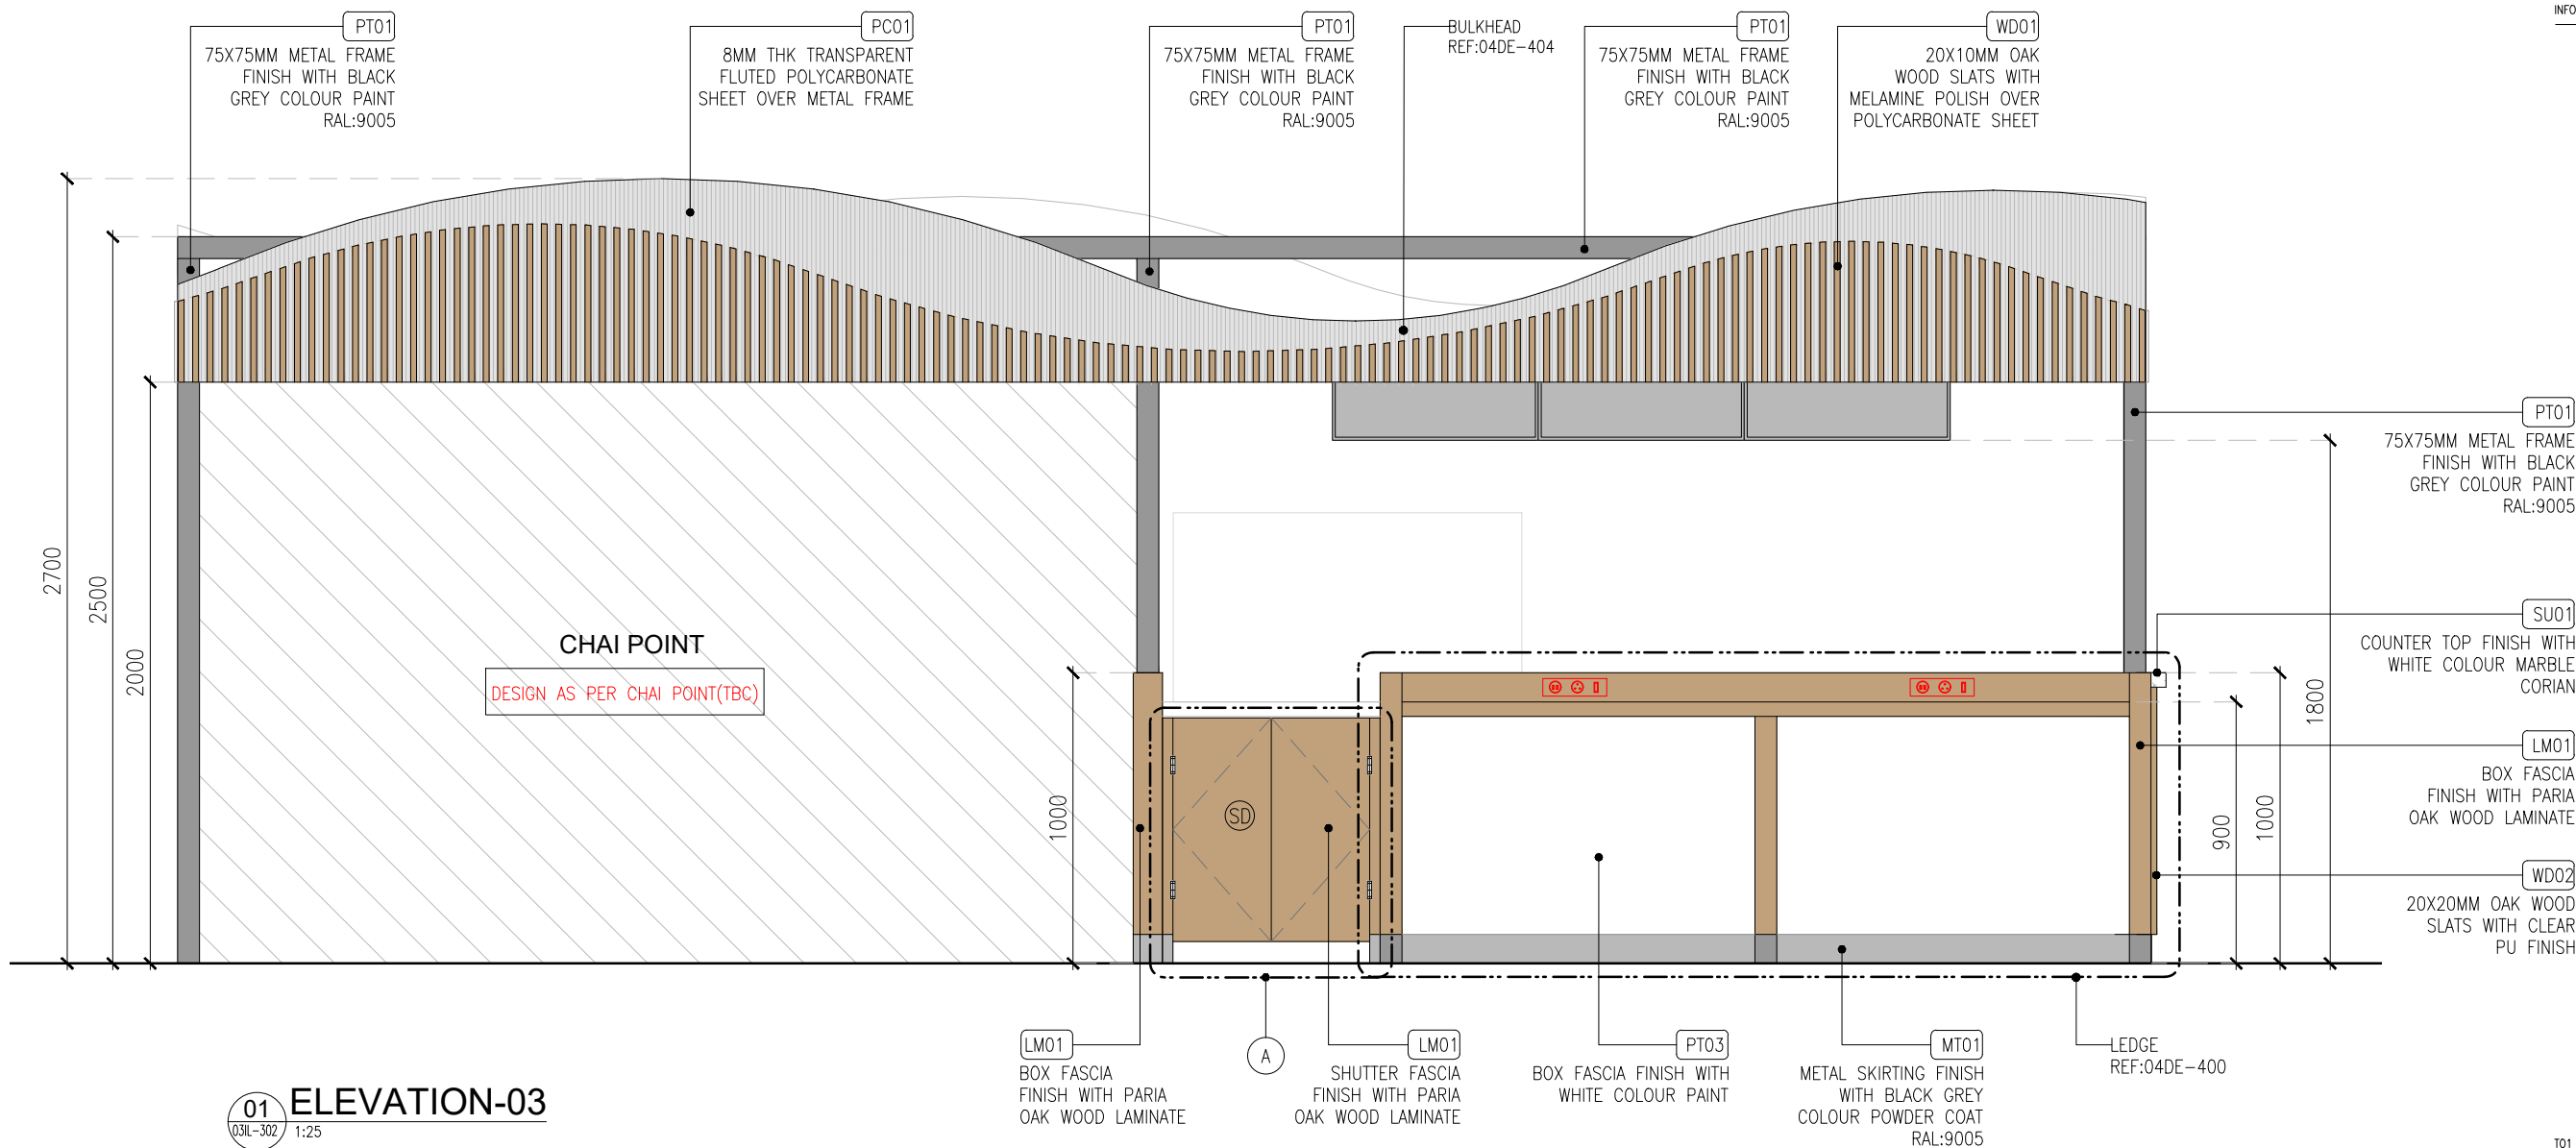 PT01
75X75MM METAL FRAME
FINISH WITH BLACK
GREY COLOUR PAINT
RAL:9005
PC01
8MM THK TRANSPARENT
FLUTED POLYCARBONATE
SHEET OVER METAL FRAME
PT01
75X75MM METAL FRAME
FINISH WITH BLACK
GREY COLOUR PAINT
RAL:9005
BULKHEAD
REF:04DE-404
PT01
75X75MM METAL FRAME
FINISH WITH BLACK
GREY COLOUR PAINT
RAL:9005
WD01
20X10MM OAK
WOOD SLATS WITH
MELAMINE POLISH OVER
POLYCARBONATE SHEET
INFO
PT01
75X75MM METAL FRAME
FINISH WITH BLACK
GREY COLOUR PAINT
RAL:9005
2700
2500
2000
CHAI POINT
DESIGN AS PER CHAI POINT(TBC)
1000
SD
SU01
COUNTER TOP FINISH WITH
WHITE COLOUR MARBLE
CORIAN
1800
1000
900
LM01
BOX FASCIA
FINISH WITH PARIA
OAK WOOD LAMINATE
WD02
20X20MM OAK WOOD
SLATS WITH CLEAR
PU FINISH
LM01
BOX FASCIA
FINISH WITH PARIA
OAK WOOD LAMINATE
A
LM01
SHUTTER FASCIA
FINISH WITH PARIA
OAK WOOD LAMINATE
PT03
BOX FASCIA FINISH WITH
WHITE COLOUR PAINT
MT01
METAL SKIRTING FINISH
WITH BLACK GREY
COLOUR POWDER COAT
RAL:9005
LEDGE
REF:04DE-400
01
03IL-302
ELEVATION-03
1:25
T01